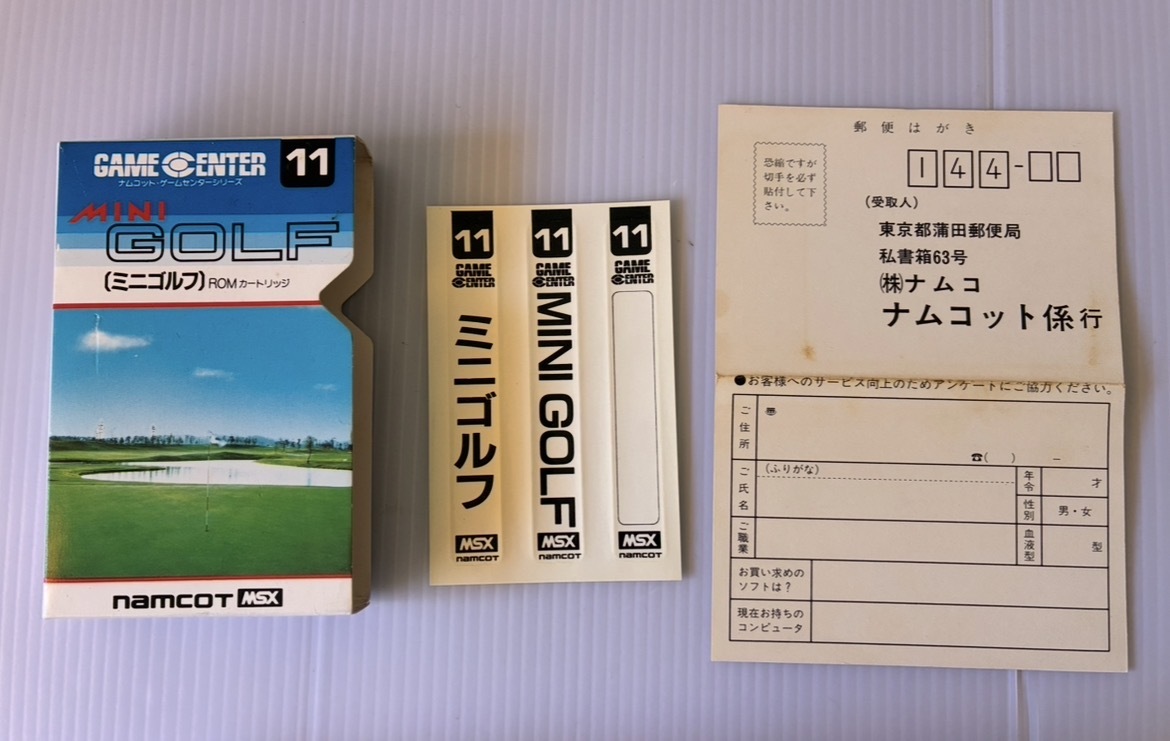 GAME CENTER
11
ナムコット・ゲームセンターシリーズ
MINI
GOLF
(ミニゴルフ) ROMカートリッジ
namcot MSX
11
GAME
CENTER
ミニゴルフ
MSX
namcot
11
GAME
CENTER
MINI GOLF
MSX
namcot
11
GAME
CENTER
MSX
namcot
郵便はがき
恐縮ですが
切手を必ず
貼付して下
さい。
144-
(受取人)
東京都蒲田郵便局
私書箱63号
㈱ナムコ
ナムコット係行
●お客様へのサービス向上のためアンケートにご協力ください。
ご住所
☎( ) −
ご氏名
(ふりがな)
年令
才
性別
男・女
ご職業
血液型
型
お買い求めの
ソフトは?
現在お持ちの
コンピュータ